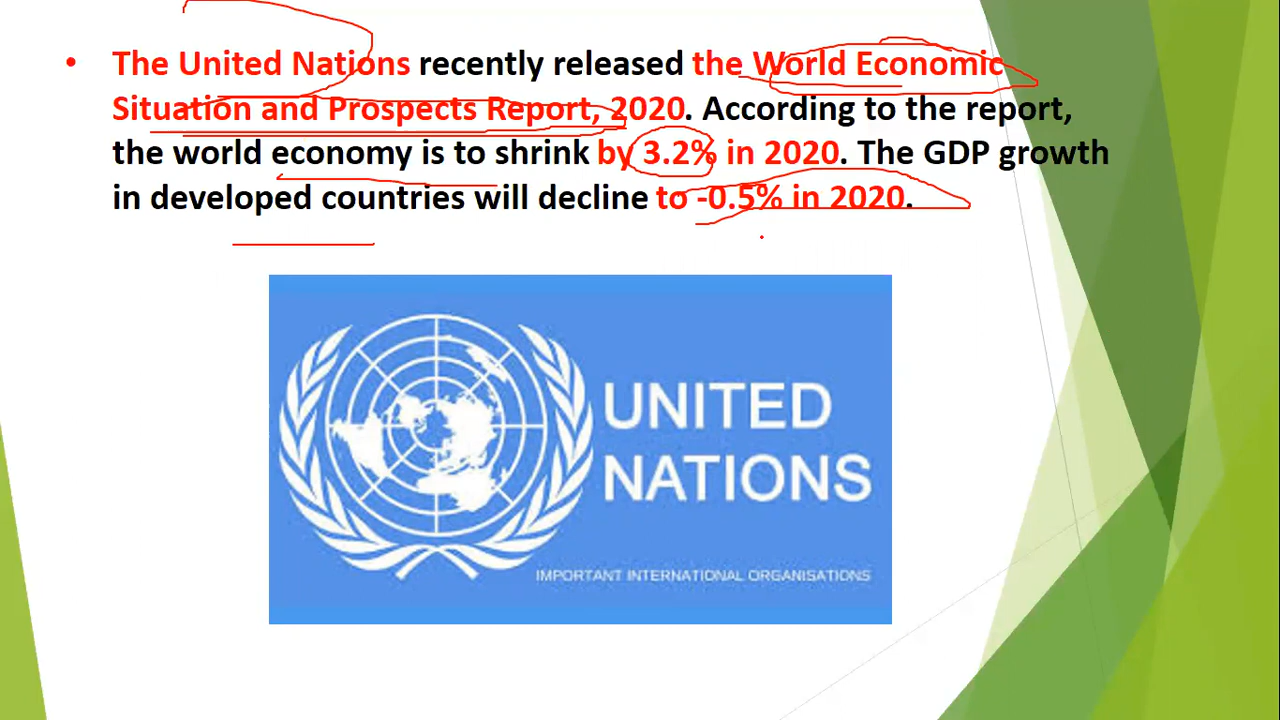 • The United Nations recently released the World Economic
Situation and Prospects Report, 2020. According to the report,
the world economy is to shrink by 3.2% in 2020. The GDP growth
in developed countries will decline to -0.5% in 2020.
UNITED
NATIONS
IMPORTANT INTERNATIONAL ORGANISATIONS